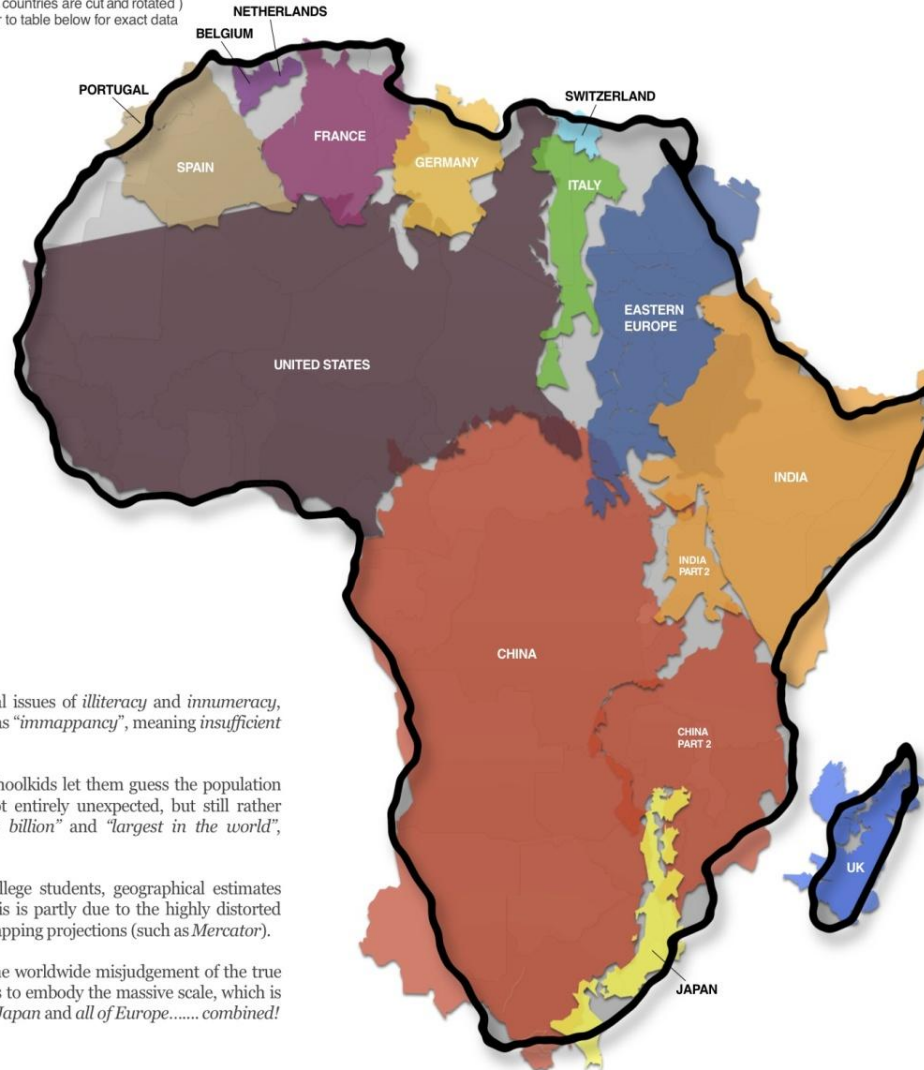 countries are cut and rotated )
r to table below for exact data
NETHERLANDS
BELGIUM
PORTUGAL
SWITZERLAND
FRANCE
GERMANY
SPAIN
ITALY
EASTERN
EUROPE
UNITED STATES
INDIA
INDIA
PART 2
CHINA
CHINA
PART 2
UK
JAPAN
al issues of illiteracy and innumeracy,
as “immappancy”, meaning insufficient
hoolkids let them guess the population
ot entirely unexpected, but still rather
billion” and “largest in the world”,
llege students, geographical estimates
is is partly due to the highly distorted
apping projections (such as Mercator).
he worldwide misjudgement of the true
s to embody the massive scale, which is
Japan and all of Europe....... combined!